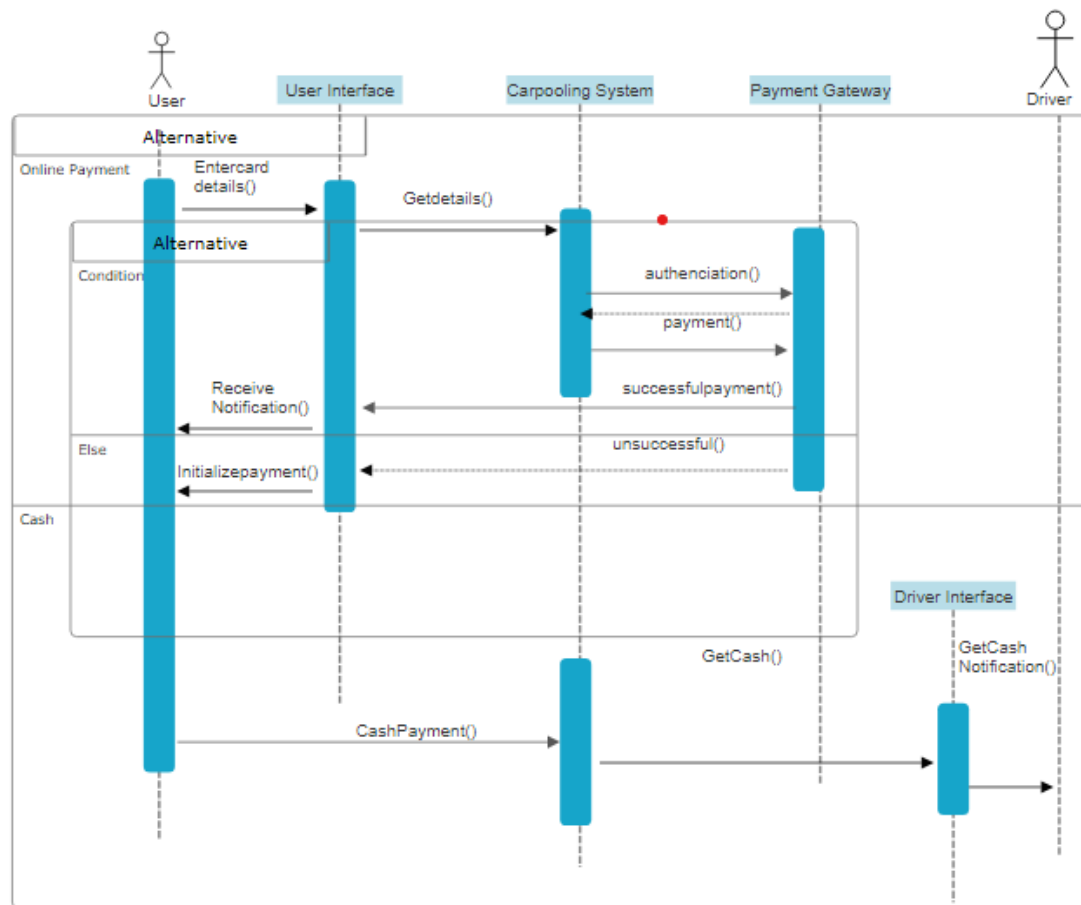 User
User Interface
Carpooling System
Payment Gateway
Driver
Alternative
Online Payment
Entercard
details()
Getdetails()
Alternative
Condition
authenciation()
payment()
successfulpayment()
Receive
Notification()
Else
unsuccessful()
Initializepayment()
Cash
Driver Interface
GetCash()
GetCash
Notification()
CashPayment()